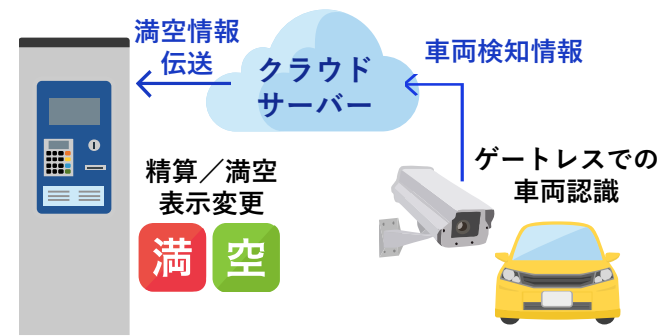 満空情報
伝送
クラウド
サーバー
車両検知情報
精算／満空
表示変更
満 空
ゲートレスでの
車両認識